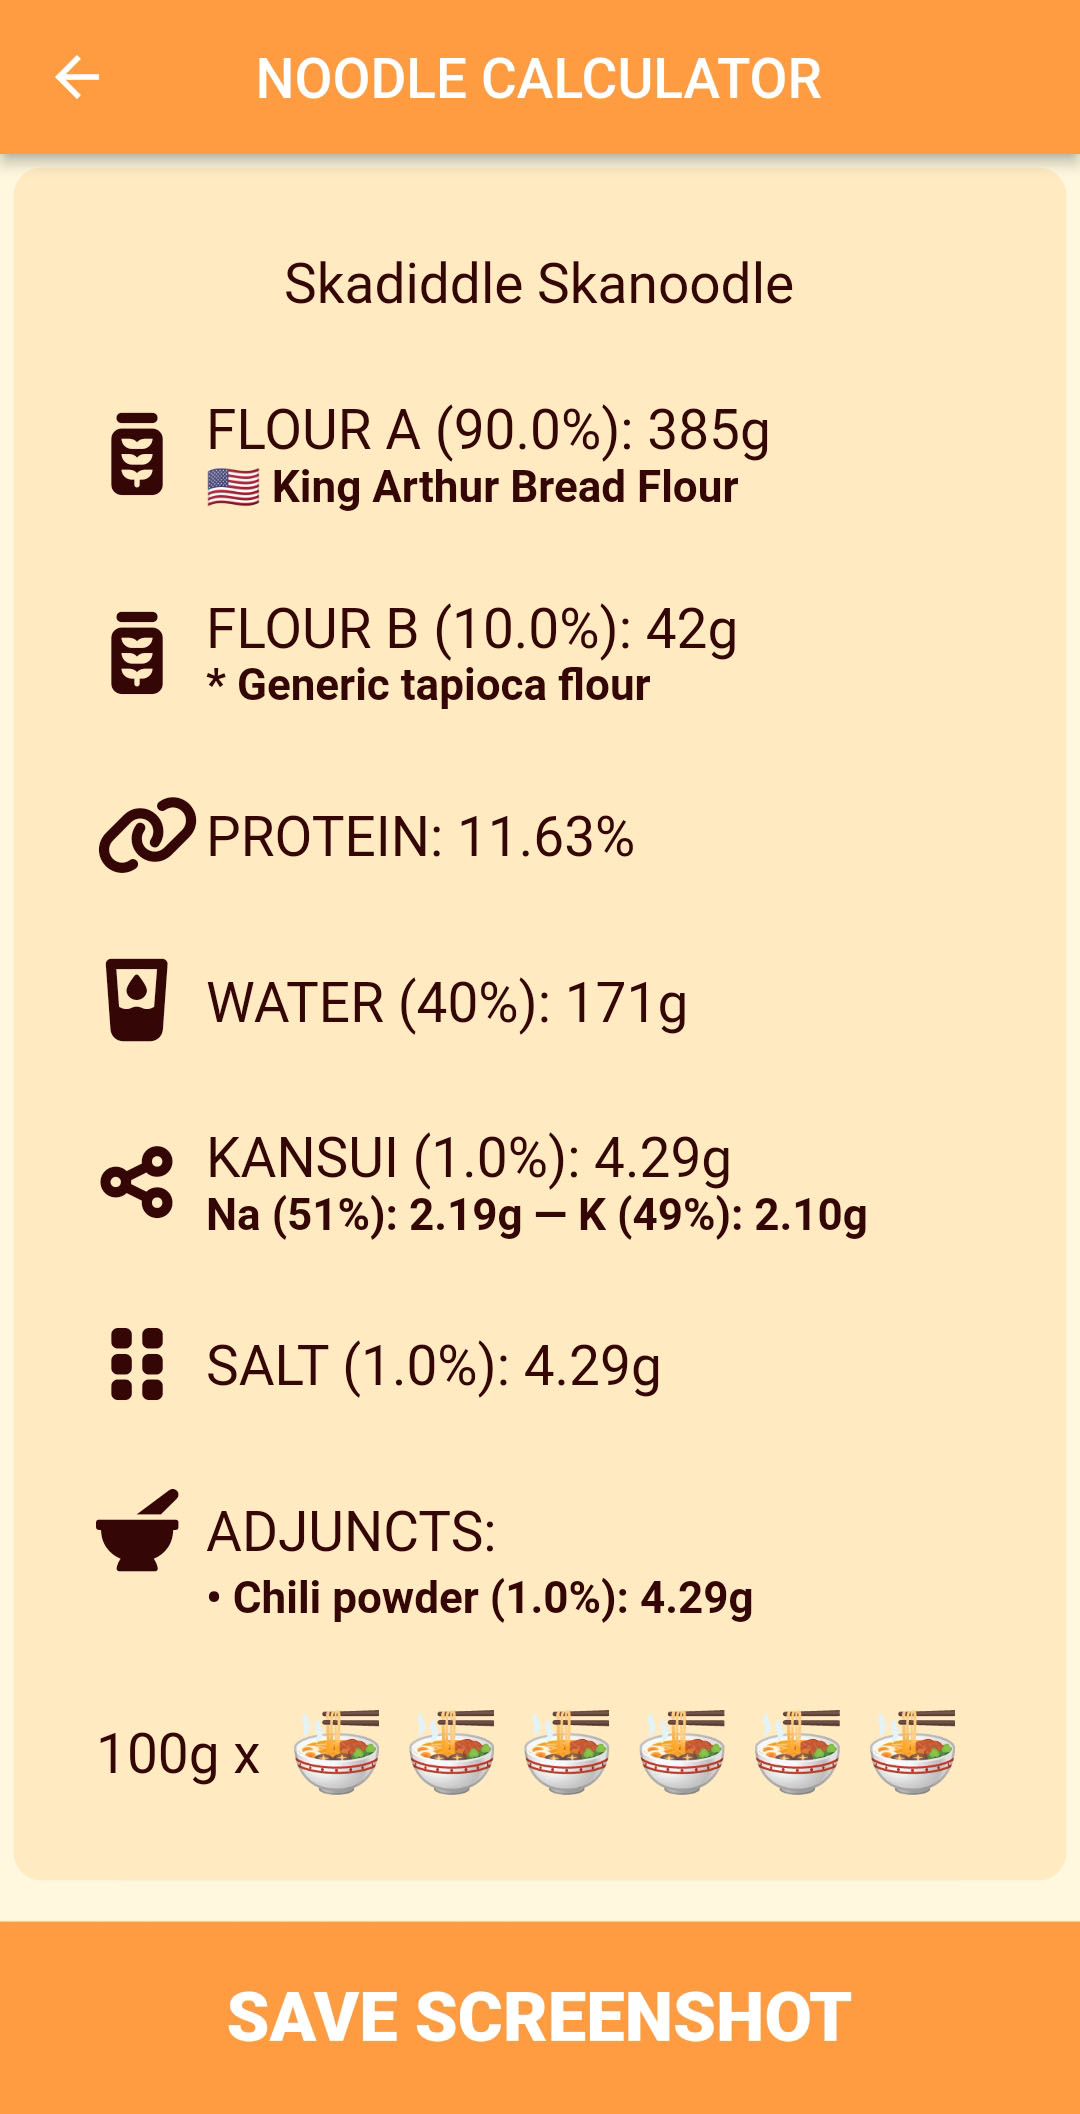 NOODLE CALCULATOR
Skadiddle Skanoodle
FLOUR A (90.0%): 385g
🇺🇸 King Arthur Bread Flour
FLOUR B (10.0%): 42g
* Generic tapioca flour
PROTEIN: 11.63%
WATER (40%): 171g
KANSUI (1.0%): 4.29g
Na (51%): 2.19g — K (49%): 2.10g
SALT (1.0%): 4.29g
ADJUNCTS:
• Chili powder (1.0%): 4.29g
100g x 🍜 🍜 🍜 🍜 🍜 🍜
SAVE SCREENSHOT